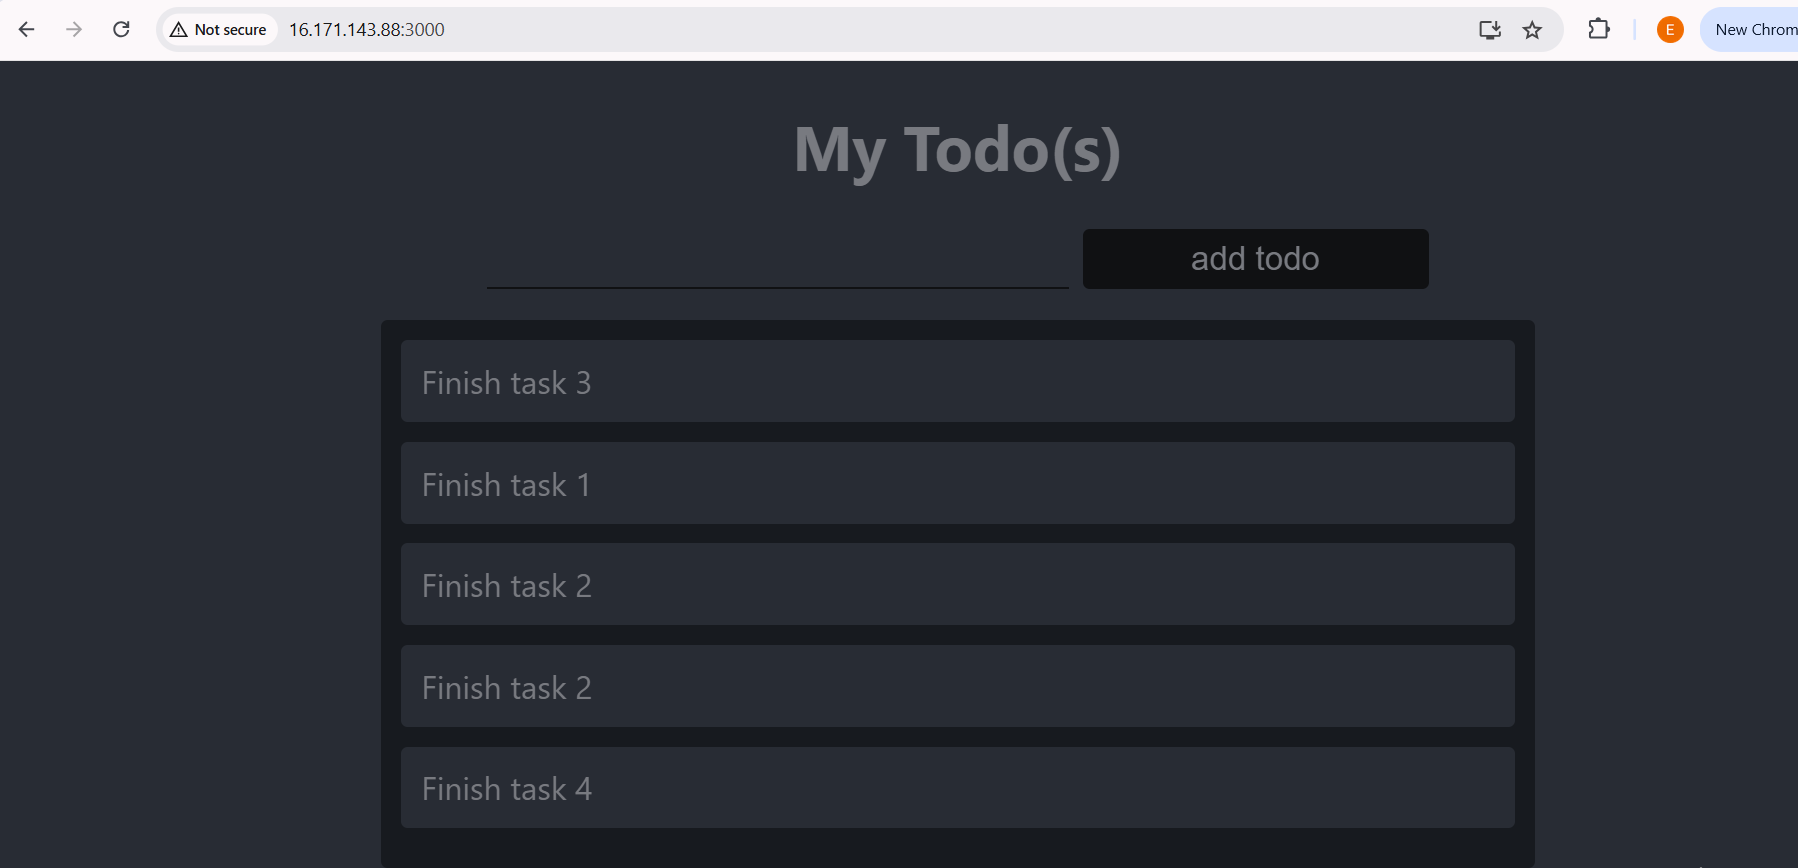 Not secure
16.171.143.88:3000
E
New Chrom
My Todo(s)
add todo
Finish task 3
Finish task 1
Finish task 2
Finish task 2
Finish task 4